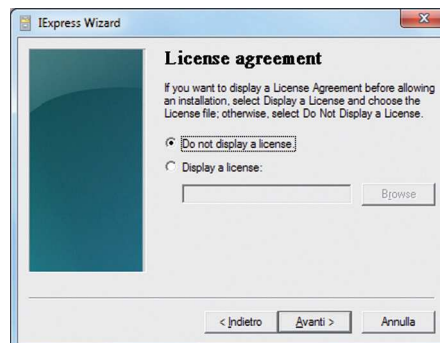 IExpress Wizard
License agreement
If you want to display a License Agreement before allowing
an installation, select Display a License and choose the
License file; otherwise, select Do Not Display a License.
Do not display a license.
Display a license:
Browse
< Indietro
Avanti >
Annulla